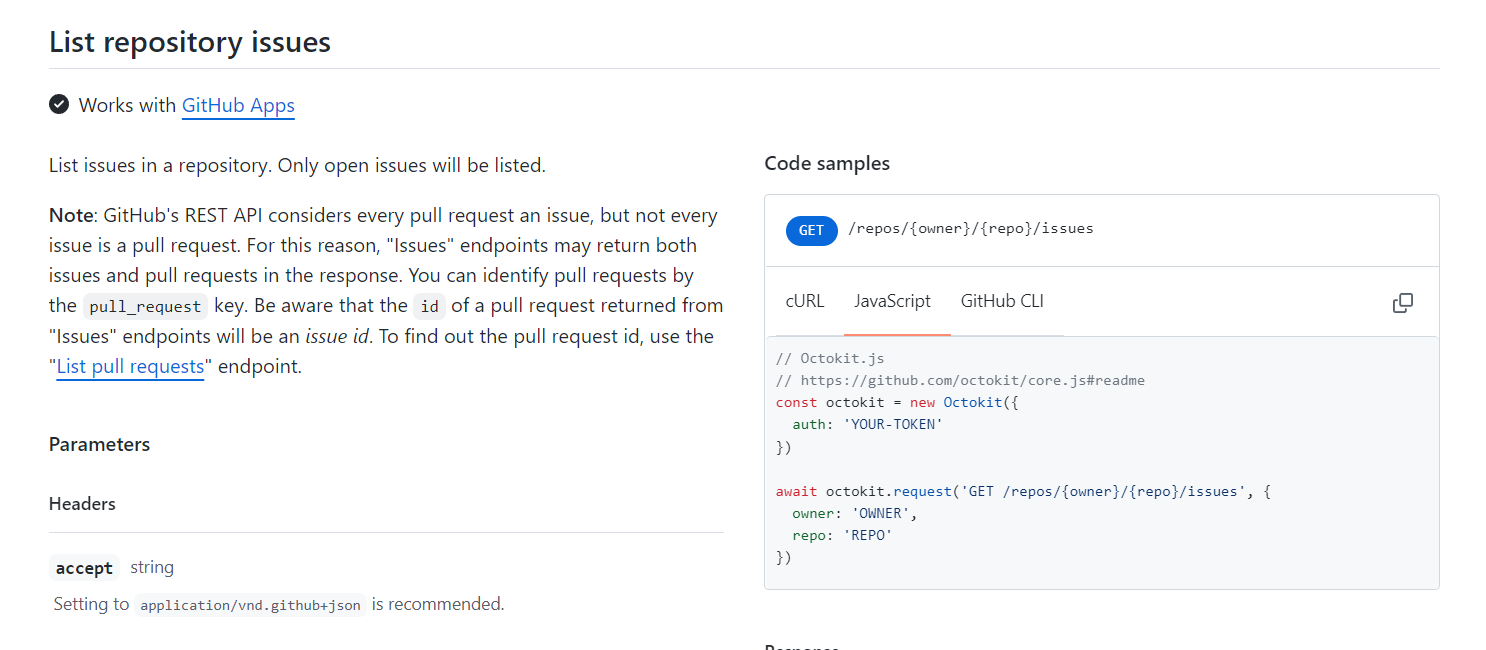 List repository issues
Works with GitHub Apps
List issues in a repository. Only open issues will be listed.
Note: GitHub's REST API considers every pull request an issue, but not every
issue is a pull request. For this reason, "Issues" endpoints may return both
issues and pull requests in the response. You can identify pull requests by
the pull_request key. Be aware that the id of a pull request returned from
"Issues" endpoints will be an issue id. To find out the pull request id, use the
"List pull requests" endpoint.
Parameters
Headers
accept string
Setting to application/vnd.github+json is recommended.
Code samples
GET /repos/{owner}/{repo}/issues
cURL JavaScript GitHub CLI
// Octokit.js
// https://github.com/octokit/core.js#readme
const octokit = new Octokit({
  auth: 'YOUR-TOKEN'
})
await octokit.request('GET /repos/{owner}/{repo}/issues', {
  owner: 'OWNER',
  repo: 'REPO'
})